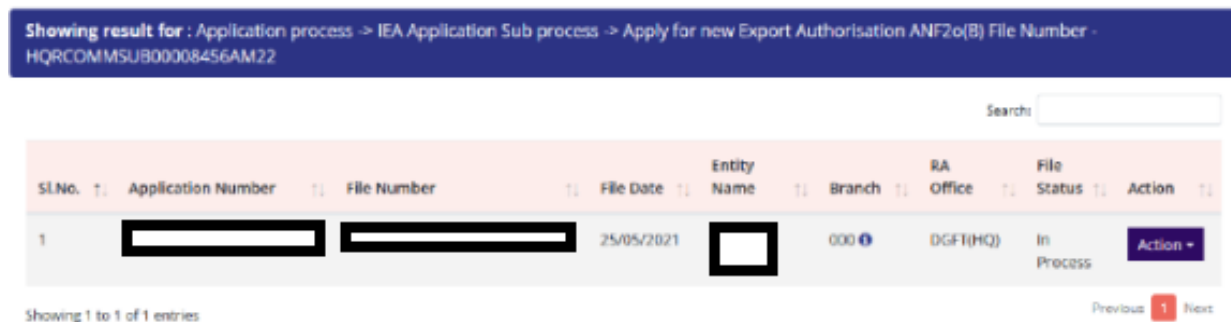 Showing result for : Application process -> IEA Application Sub process -> Apply for new Export Authorisation ANF2o(B) File Number -
HQRCOMMSUB00008456AM22
Search:
Sl.No. Application Number File Number File Date Entity Name Branch RA Office File Status Action
1 25/05/2021 000 DGFT(HQ) In Process Action
Showing 1 to 1 of 1 entries
Previous 1 Next